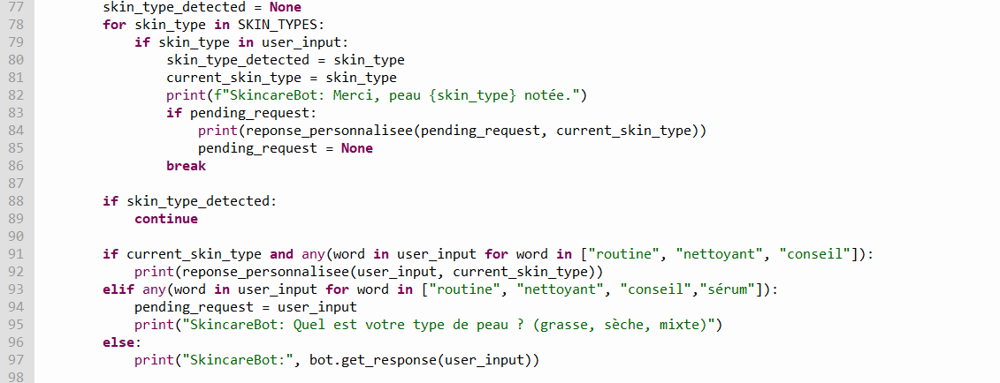 77 skin_type_detected = None
78 for skin_type in SKIN_TYPES:
79 if skin_type in user_input:
80 skin_type_detected = skin_type
81 current_skin_type = skin_type
82 print(f"SkincareBot: Merci, peau {skin_type} notée.")
83 if pending_request:
84 print(reponse_personnalisee(pending_request, current_skin_type))
85 pending_request = None
86 break
87
88 if skin_type_detected:
89 continue
90
91 if current_skin_type and any(word in user_input for word in ["routine", "nettoyant", "conseil"]):
92 print(reponse_personnalisee(user_input, current_skin_type))
93 elif any(word in user_input for word in ["routine", "nettoyant", "conseil","sérum"]):
94 pending_request = user_input
95 print("SkincareBot: Quel est votre type de peau ? (grasse, sèche, mixte)")
96 else:
97 print("SkincareBot:", bot.get_response(user_input))
98